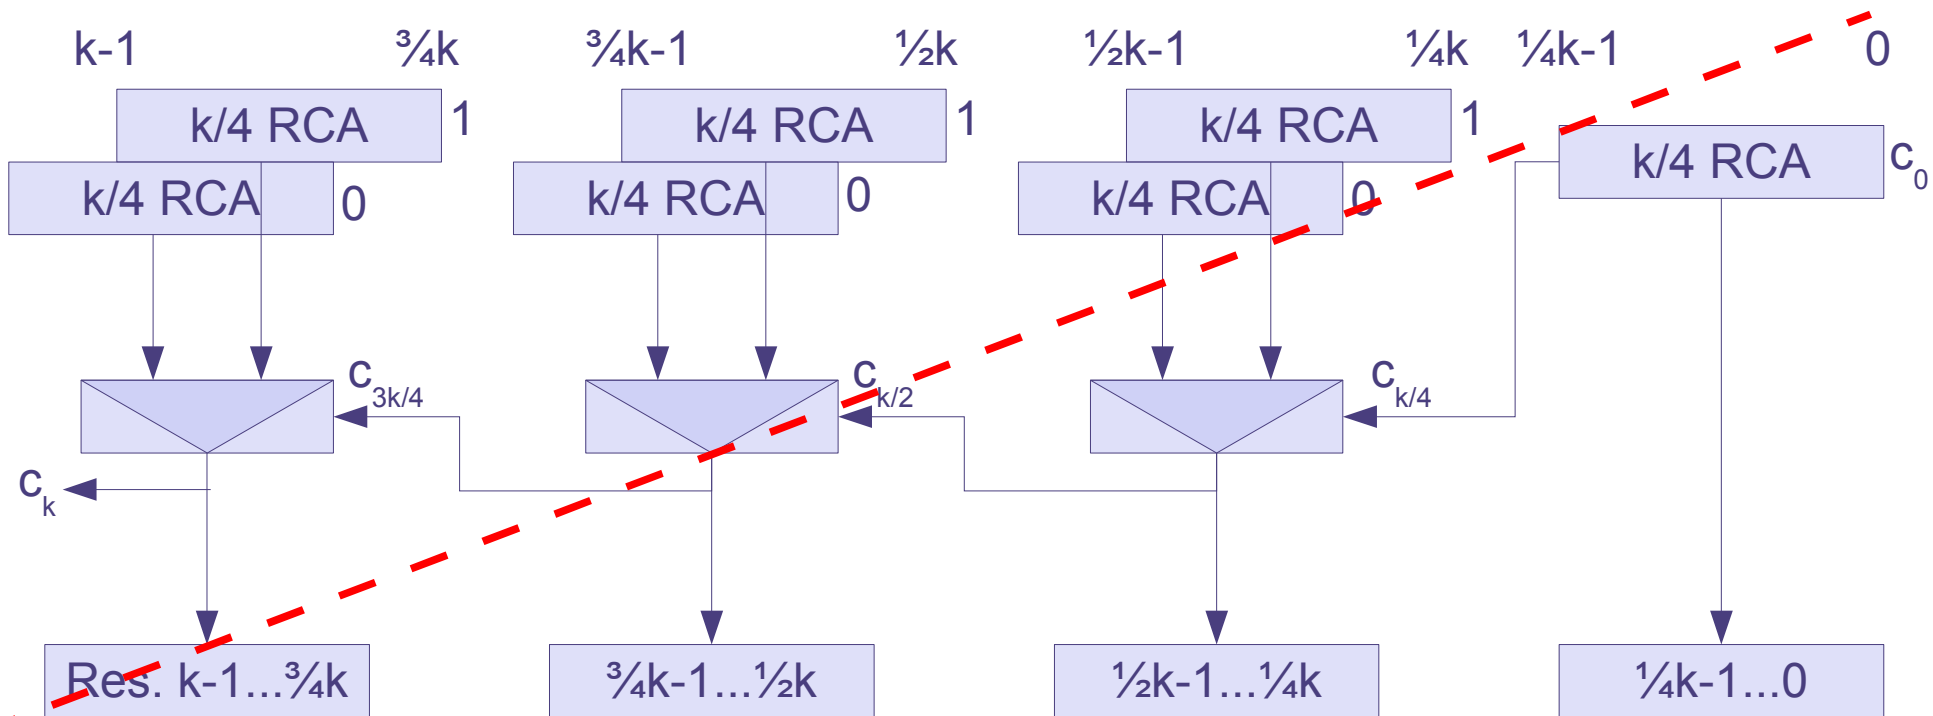 k-1 ¾k ¾k-1 ½k ½k-1 ¼k ¼k-1 0
k/4 RCA 1 k/4 RCA 1 k/4 RCA 1
k/4 RCA c0
k/4 RCA 0 k/4 RCA 0 k/4 RCA 0
c3k/4 ck/2 ck/4
ck
Res. k-1...¾k ¾k-1...½k ½k-1...¼k ¼k-1...0